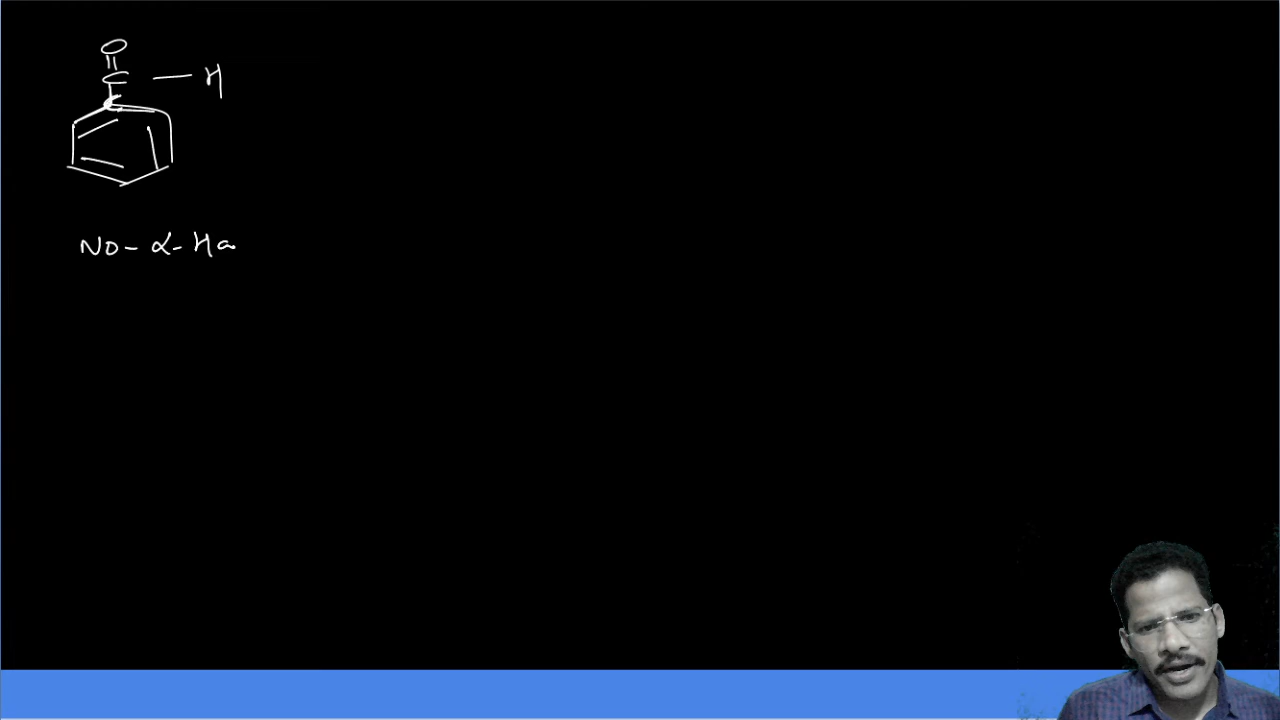 O
C — H
NO - α - Ha